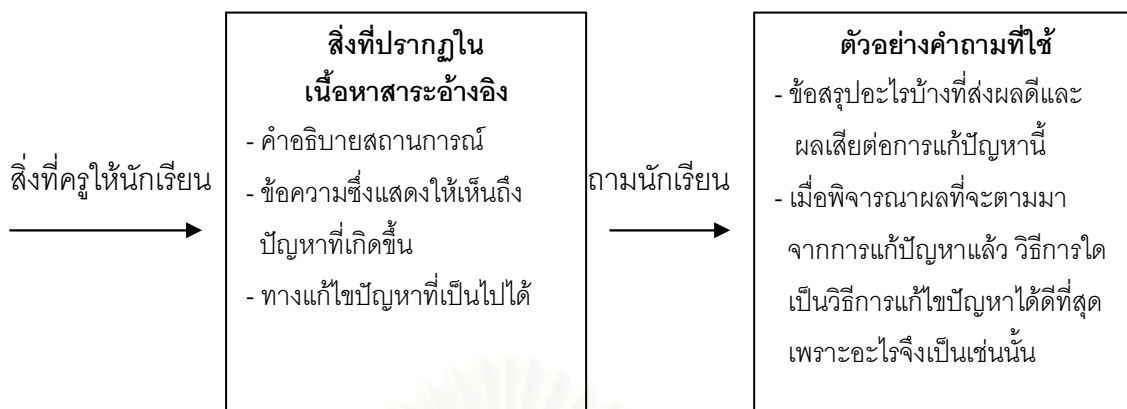 สิ่งที่ครูให้นักเรียน
สิ่งที่ปรากฏใน
เนื้อหาสาระอ้างอิง
- คำอธิบายสถานการณ์
- ข้อความซึ่งแสดงให้เห็นถึง
ปัญหาที่เกิดขึ้น
- ทางแก้ไขปัญหาที่เป็นไปได้
ถามนักเรียน
ตัวอย่างคำถามที่ใช้
- ข้อสรุปอะไรบ้างที่ส่งผลดีและ
ผลเสียต่อการแก้ปัญหานี้
- เมื่อพิจารณาผลที่จะตามมา
จากการแก้ปัญหาแล้ว วิธีการใด
เป็นวิธีการแก้ไขปัญหาได้ดีที่สุด
เพราะอะไรจึงเป็นเช่นนั้น